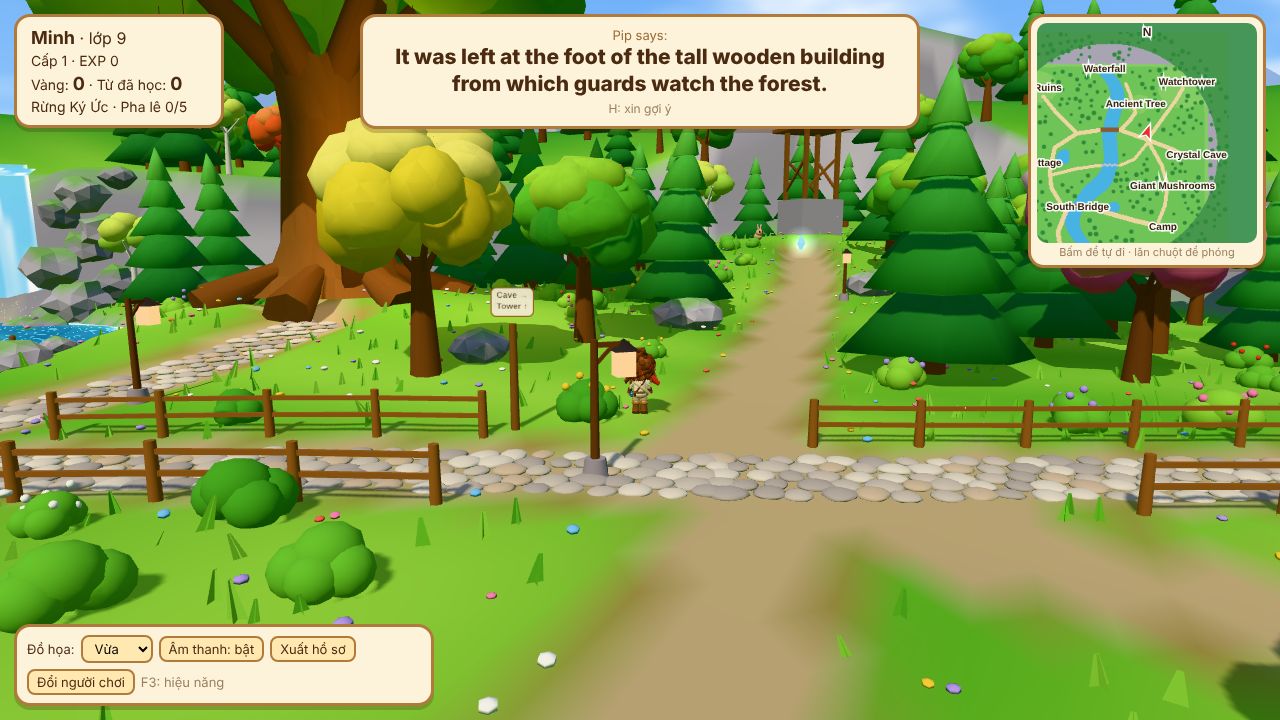 Minh · lớp 9
Cấp 1 · EXP 0
Vàng: 0 · Từ đã học: 0
Rừng Ký Ức · Pha lê 0/5
Pip says:
It was left at the foot of the tall wooden building
from which guards watch the forest.
H: xin gợi ý
N
Waterfall
Watchtower
Ruins
Ancient Tree
Crystal Cave
ttage
Giant Mushrooms
South Bridge
Camp
Bấm để tự đi · lăn chuột để phóng
Cave →
Tower ↑
Đồ họa: Vừa Âm thanh: bật Xuất hồ sơ
Đổi người chơi F3: hiệu năng